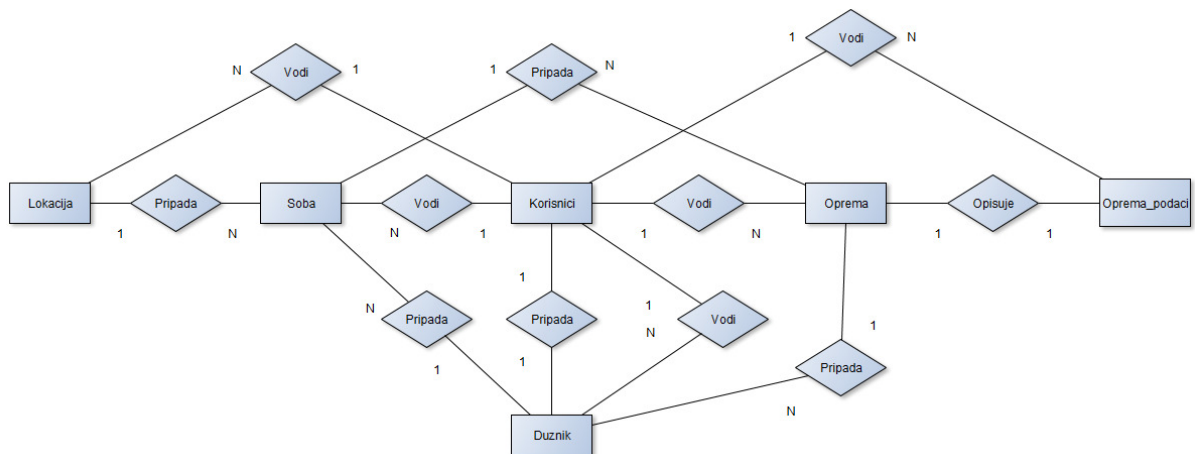 1 Vodi N
N Vodi 1
1 Pripada N
Lokacija Pripada Soba Vodi Korisnici Vodi Oprema Opisuje Oprema_podaci
1 N N 1 1 N 1 1
1 1 1
N Pripada Pripada N Vodi
1 1 Pripada
N
Duznik